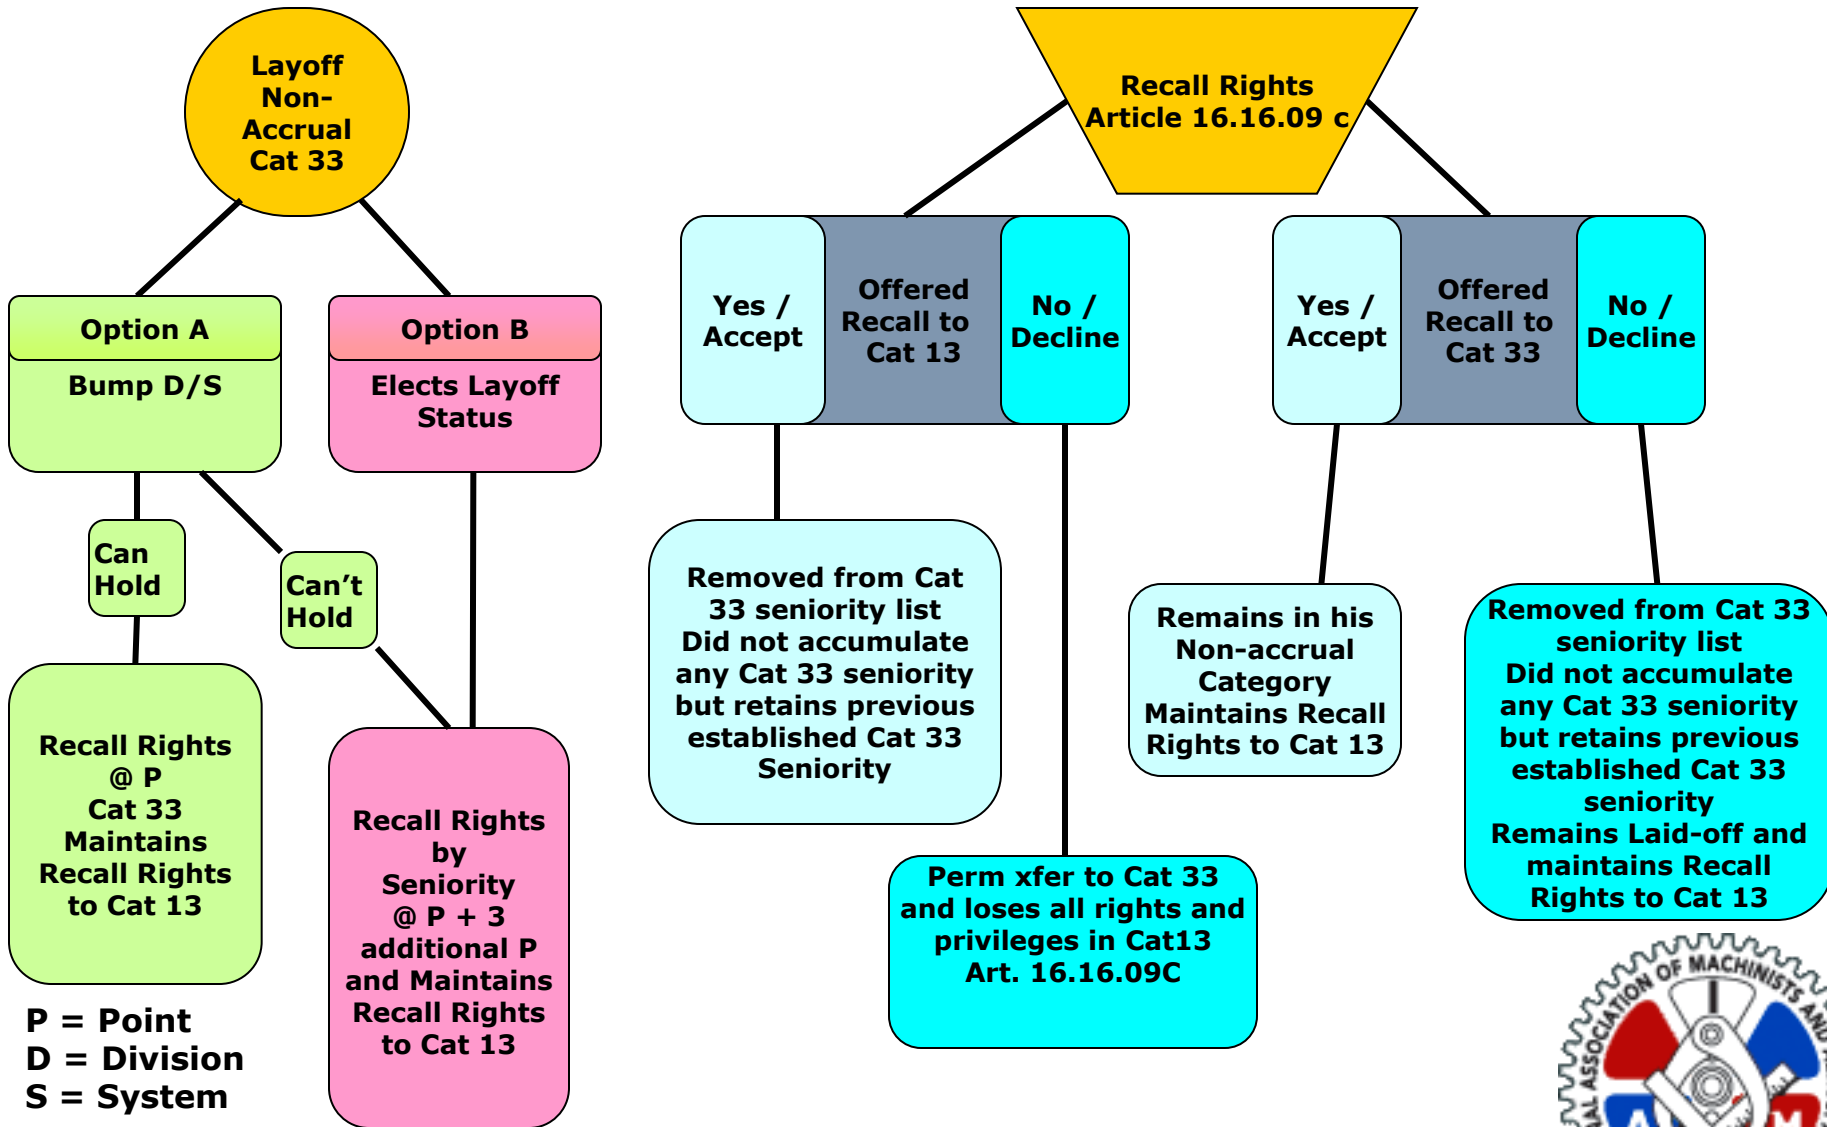 Layoff
Non-
Accrual
Cat 33
Option A
Bump D/S
Option B
Elects Layoff
Status
Can
Hold
Can’t
Hold
Recall Rights
@ P
Cat 33
Maintains
Recall Rights
to Cat 13
Recall Rights
by
Seniority
@ P + 3
additional P
and Maintains
Recall Rights
to Cat 13
P = Point
D = Division
S = System
Recall Rights
Article 16.16.09 c
Yes /
Accept
Offered
Recall to
Cat 13
No /
Decline
Yes /
Accept
Offered
Recall to
Cat 33
No /
Decline
Removed from Cat
33 seniority list
Did not accumulate
any Cat 33 seniority
but retains previous
established Cat 33
Seniority
Perm xfer to Cat 33
and loses all rights and
privileges in Cat13
Art. 16.16.09C
Remains in his
Non-accrual
Category
Maintains Recall
Rights to Cat 13
Removed from Cat 33
seniority list
Did not accumulate
any Cat 33 seniority
but retains previous
established Cat 33
seniority
Remains Laid-off and
maintains Recall
Rights to Cat 13
ASSOCIATION OF MACHINISTS AND
A M